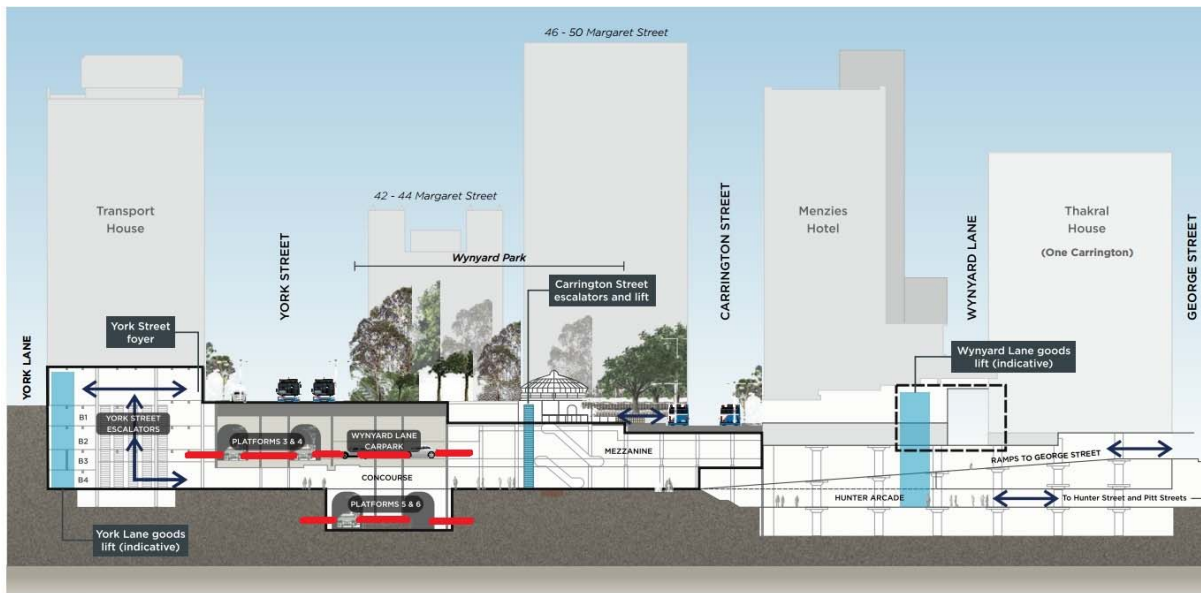 46 - 50 Margaret Street
Transport
House
42 - 44 Margaret Street
YORK STREET
Wynyard Park
CARRINGTON STREET
Menzies
Hotel
WYNYARD LANE
Thakral
House
(One Carrington)
GEORGE STREET
Carrington Street
escalators and lift
York Street
foyer
YORK LANE
Wynyard Lane goods
lift (indicative)
B1
YORK STREET
ESCALATORS
B2
B3
B4
PLATFORMS 3 & 4
WYNYARD LANE
CARPARK
MEZZANINE
CONCOURSE
RAMPS TO GEORGE STREET
PLATFORMS 5 & 6
HUNTER ARCADE
To Hunter Street and Pitt Streets
York Lane goods
lift (indicative)